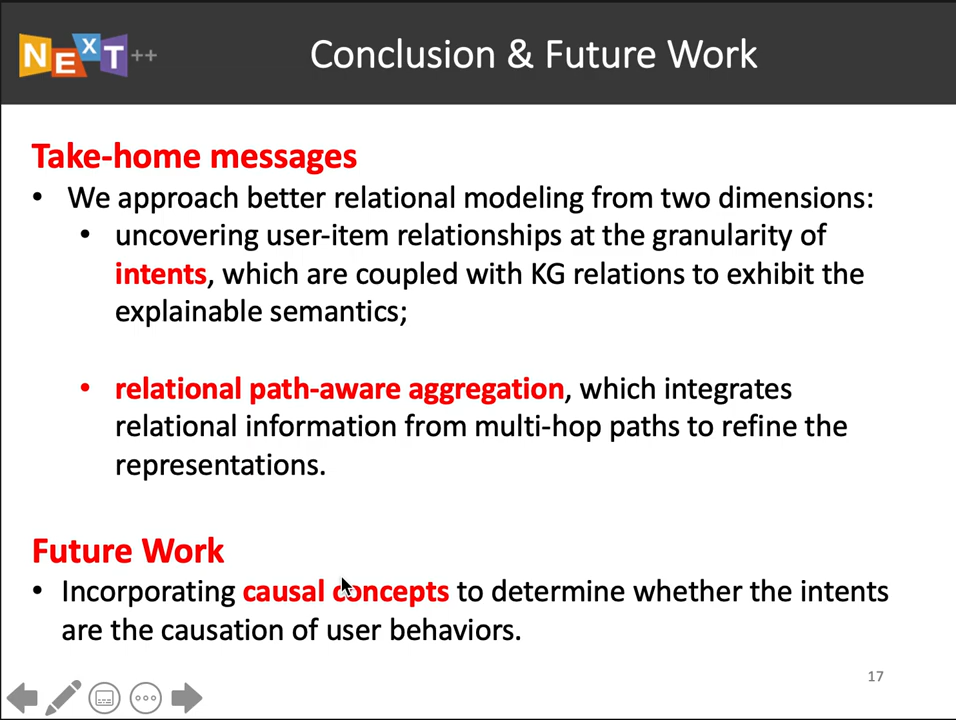 NExT++
Conclusion & Future Work
Take-home messages
• We approach better relational modeling from two dimensions:
• uncovering user-item relationships at the granularity of
intents, which are coupled with KG relations to exhibit the
explainable semantics;
• relational path-aware aggregation, which integrates
relational information from multi-hop paths to refine the
representations.
Future Work
• Incorporating causal concepts to determine whether the intents
are the causation of user behaviors.
17